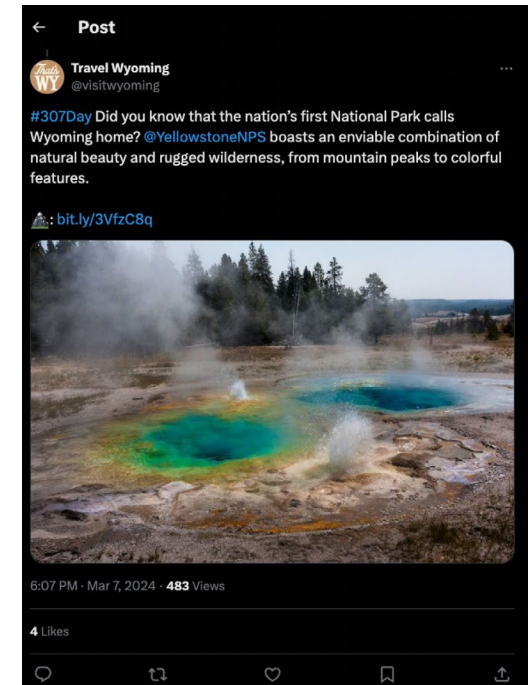 Post
That's
WY
Travel Wyoming
@visitwyoming
#307Day Did you know that the nation's first National Park calls
Wyoming home? @YellowstoneNPS boasts an enviable combination of
natural beauty and rugged wilderness, from mountain peaks to colorful
features.
: bit.ly/3VfzC8q
6:07 PM · Mar 7, 2024 · 483 Views
4 Likes